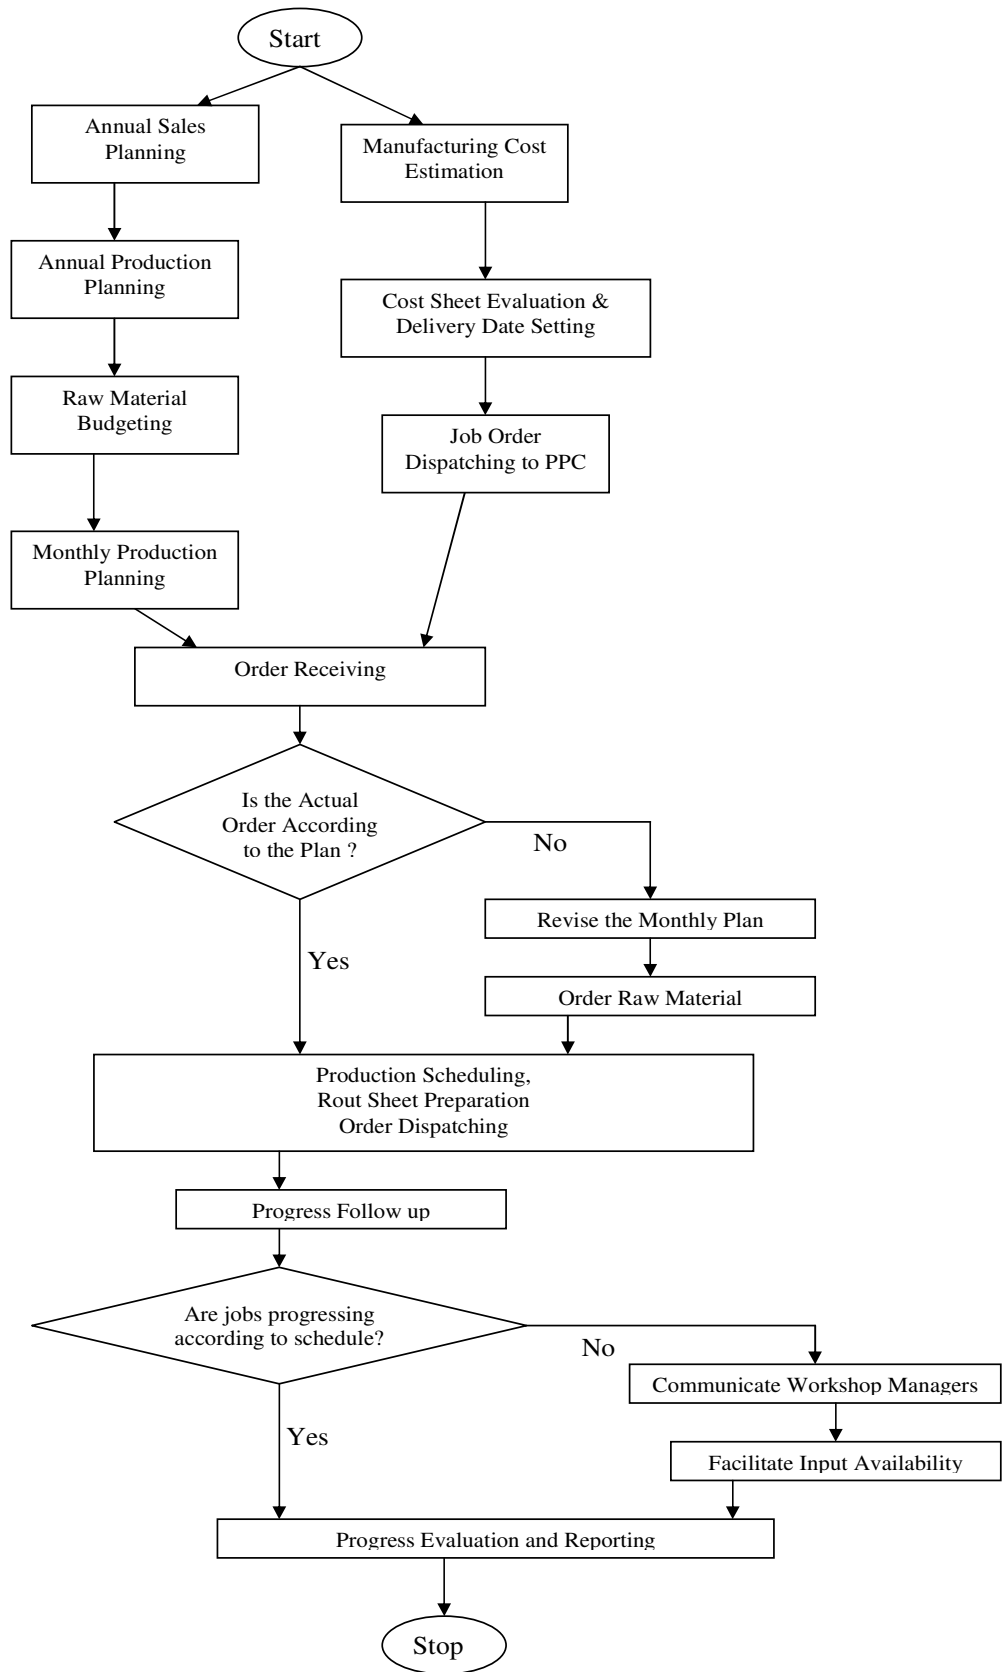 Start
Annual Sales
Planning
Manufacturing Cost
Estimation
Annual Production
Planning
Cost Sheet Evaluation &
Delivery Date Setting
Raw Material
Budgeting
Job Order
Dispatching to PPC
Monthly Production
Planning
Order Receiving
Is the Actual
Order According
to the Plan ?
No
Revise the Monthly Plan
Yes
Order Raw Material
Production Scheduling,
Rout Sheet Preparation
Order Dispatching
Progress Follow up
Are jobs progressing
according to schedule?
No
Communicate Workshop Managers
Yes
Facilitate Input Availability
Progress Evaluation and Reporting
Stop